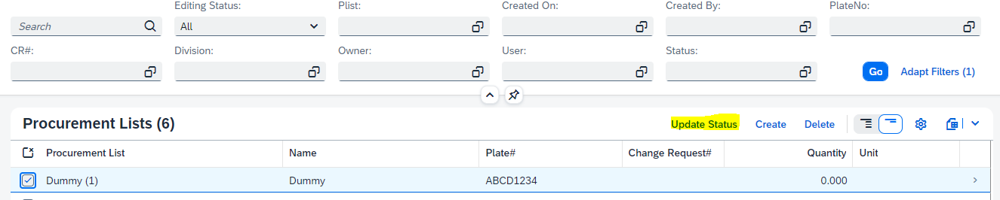 Editing Status: Plist: Created On: Created By: PlateNo:
Search All
CR#: Division: Owner: User: Status:
Go Adapt Filters (1)
Procurement Lists (6) Update Status Create Delete
Procurement List Name Plate# Change Request# Quantity Unit
Dummy (1) Dummy ABCD1234 0.000